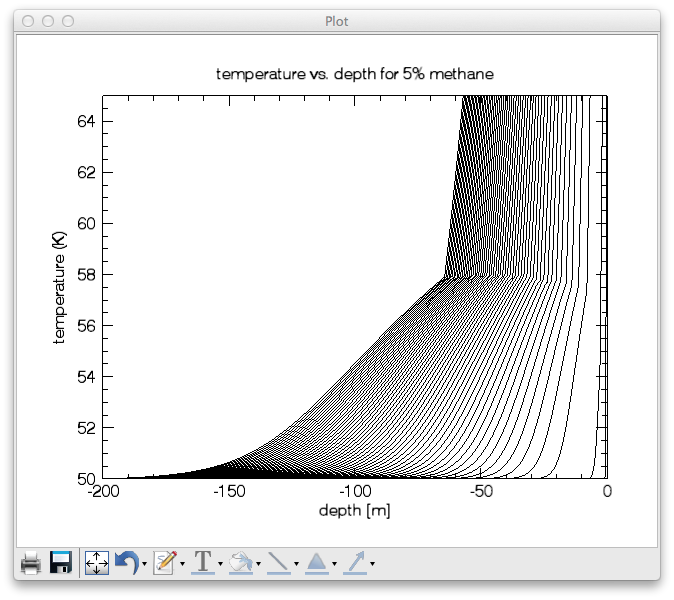 Plot
temperature vs. depth for 5% methane
64
62
60
58
56
54
52
50
temperature (K)
-200 -150 -100 -50 0
depth [m]
T